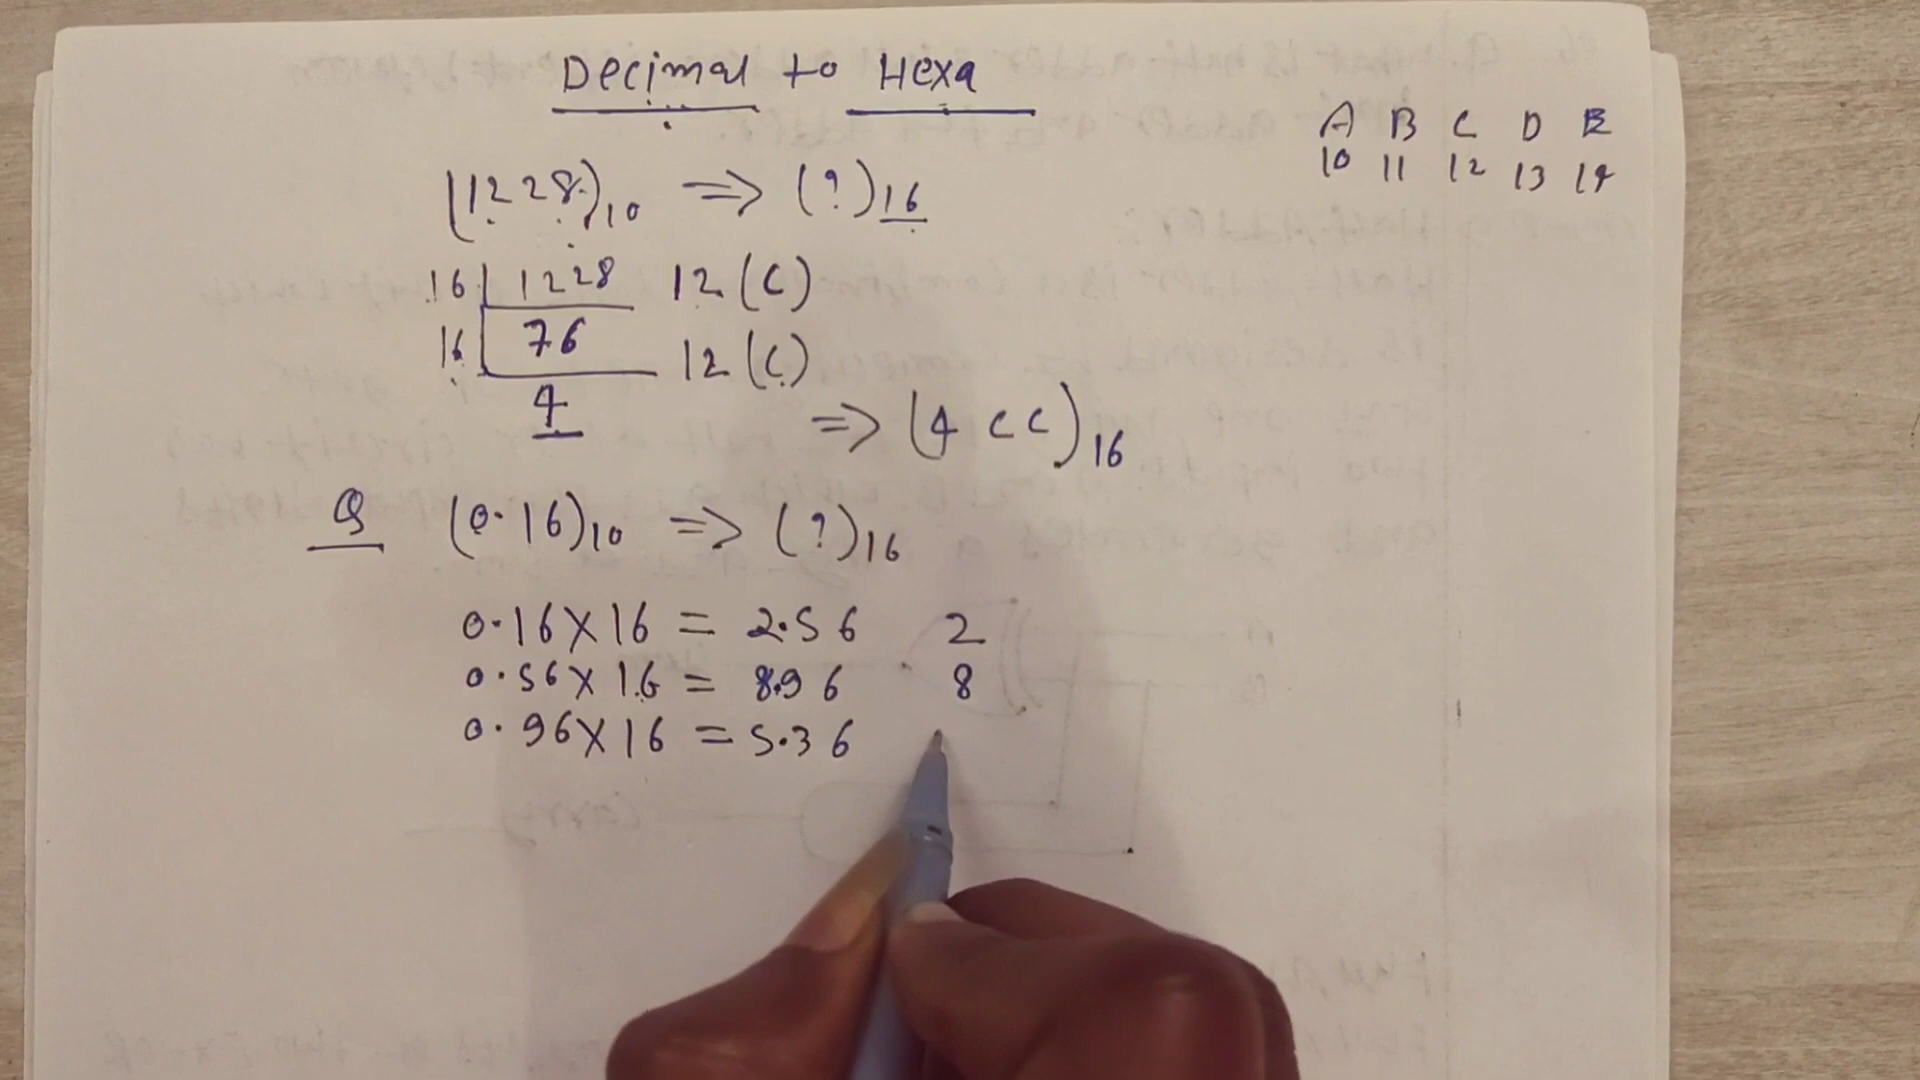 Decimal to Hexa
A B C D E
10 11 12 13 14
(1228)10 => (?)16
16 | 1228 12 (C)
16 | 76 12 (C)
4
=> (4CC)16
Q (0.16)10 => (?)16
0.16 X 16 = 2.56 2
0.56 X 16 = 8.96 8
0.96 X 16 = 5.36